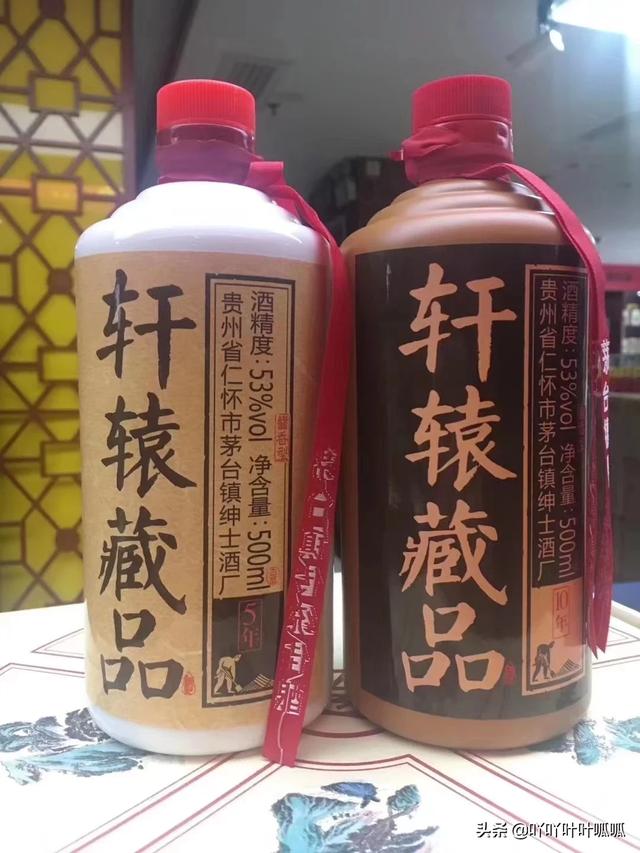 轩辕藏品
酒精度：53%vol 净含量：500ml
贵州省仁怀市茅台镇绅士酒厂
酱香型
5年
轩辕藏品
酒精度：53%vol 净含量：500ml
贵州省仁怀市茅台镇绅士酒厂
10年
头条 @吖吖叶叶呱呱